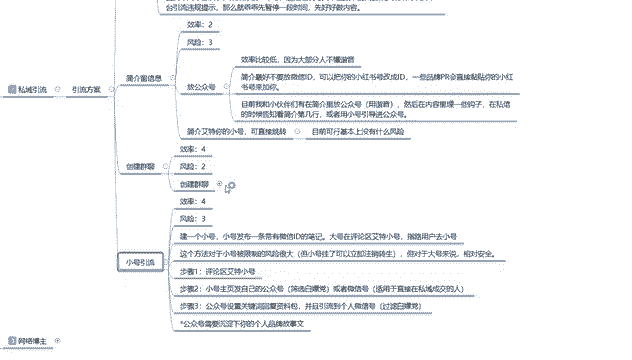 台引流违规提示，那么就乖乖先暂停一段时间，先好好做内容。
效率：2
风险：3
简介留信息
效率比较低，因为大部分人不懂谐音
放公众号
简介最好不要放微信ID，可以把你的小红书号改成ID，一些品牌PR会直接黏贴你的小红
书号来加你。
目前我和小伙伴们有在简介里放公众号（用谐音），然后在内容里埋一些钩子，在私信
的时候告知看简介第几行，或者用小号引导进公众号。
简介艾特你的小号，可直接跳转
目前可行基本上没有什么风险
私域引流
引流方案
效率：4
创建群聊
风险：2
创建群聊
效率：4
风险：3
建一个小号，小号发布一条带有微信ID的笔记。大号在评论区艾特小号，指路用户去小号
小号引流
这个方法对于小号被限制的风险很大（但小号挂了可以立马注销转生），但对于大号来说，相对安全。
步骤1：评论区艾特小号
步骤2：小号主页发自己的公众号（筛选白嫖党）或者微信号（适用于直接在私域成交的人）
步骤3：公众号设置关键词回复资料包，并且引流到个人微信号（过滤白嫖党）
*公众号需要沉淀下你的个人品牌故事文
网络博主